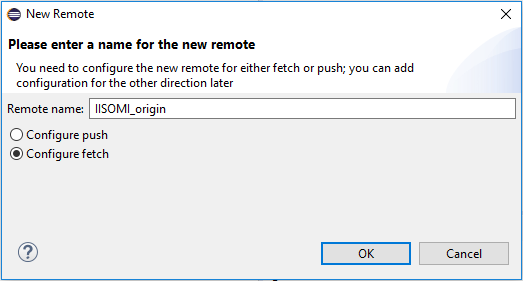 New Remote
Please enter a name for the new remote
You need to configure the new remote for either fetch or push; you can add
configuration for the other direction later
Remote name: IISOMI_origin
Configure push
Configure fetch
?
OK
Cancel